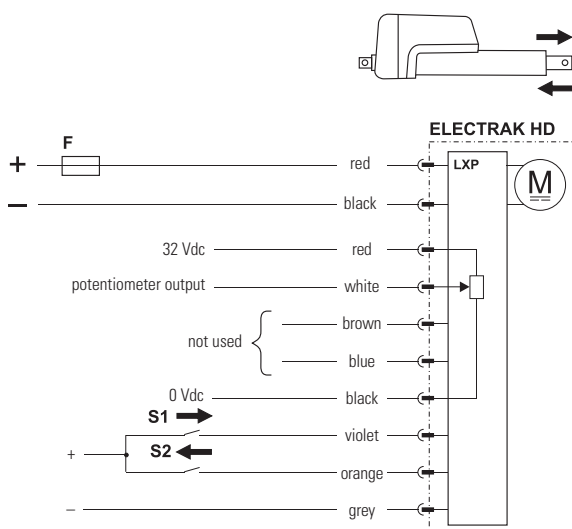 ELECTRAK HD
F
+ red LXP
M
– black
32 Vdc red
potentiometer output white
brown
not used
blue
0 Vdc black
S1
violet
S2
+
orange
– grey